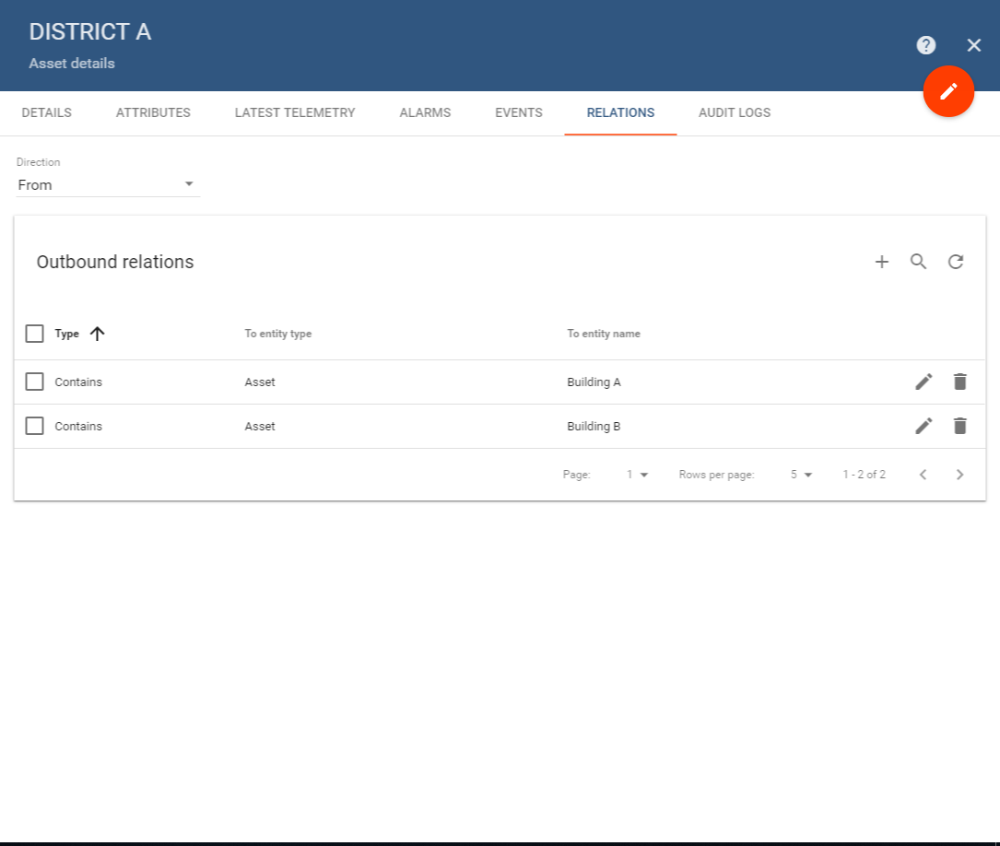 DISTRICT A
Asset details
DETAILS ATTRIBUTES LATEST TELEMETRY ALARMS EVENTS RELATIONS AUDIT LOGS
Direction
From
Outbound relations
Type To entity type To entity name
Contains Asset Building A
Contains Asset Building B
Page: 1 Rows per page: 5 1 - 2 of 2